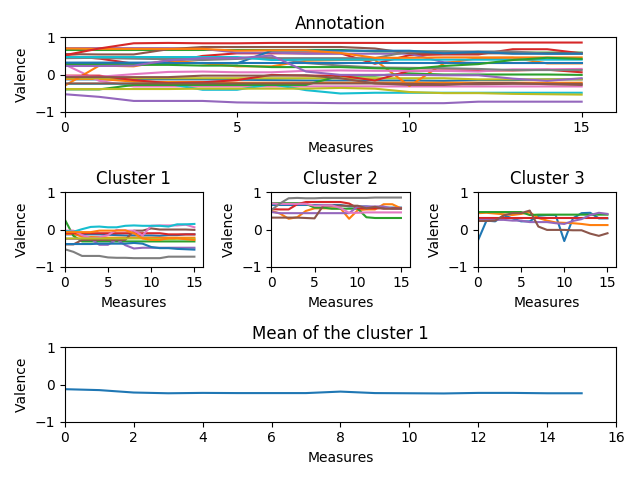 Annotation
Valence
1
0
−1
0 5 10 15
Measures
Cluster 1
Valence
1
0
−1
0 5 10 15
Measures
Cluster 2
Valence
1
0
−1
0 5 10 15
Measures
Cluster 3
Valence
1
0
−1
0 5 10 15
Measures
Mean of the cluster 1
Valence
1
0
−1
0 2 4 6 8 10 12 14 16
Measures